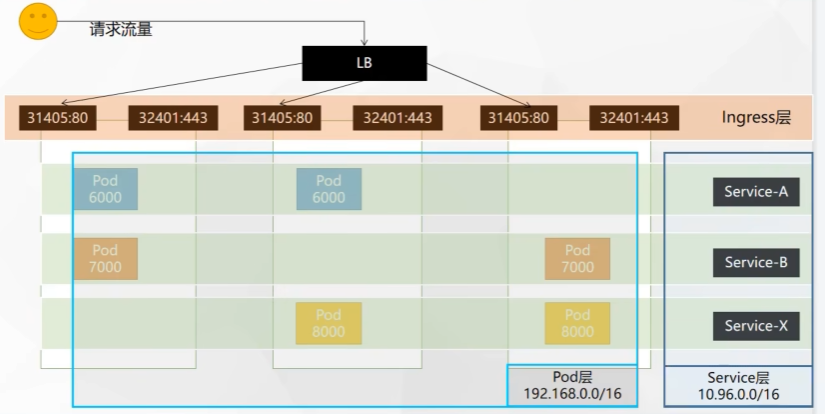 请求流量
LB
31405:80
32401:443
31405:80
32401:443
31405:80
32401:443
Ingress层
Pod
6000
Pod
6000
Service-A
Pod
7000
Pod
7000
Service-B
Pod
8000
Pod
8000
Service-X
Pod层
192.168.0.0/16
Service层
10.96.0.0/16